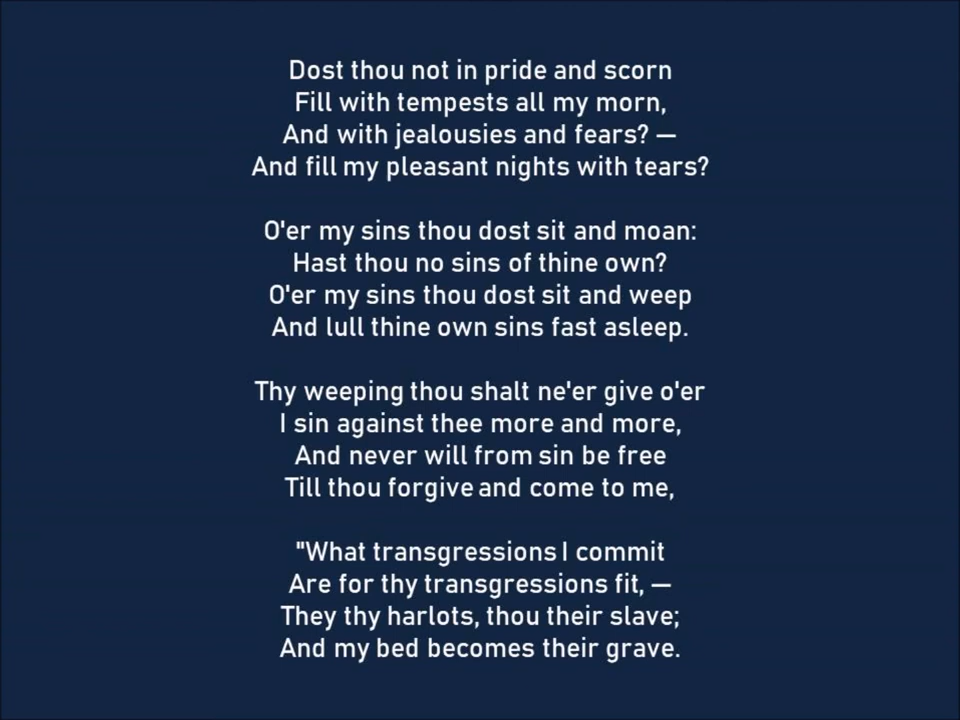 Dost thou not in pride and scorn
Fill with tempests all my morn,
And with jealousies and fears? —
And fill my pleasant nights with tears?
O'er my sins thou dost sit and moan:
Hast thou no sins of thine own?
O'er my sins thou dost sit and weep
And lull thine own sins fast asleep.
Thy weeping thou shalt ne'er give o'er
I sin against thee more and more,
And never will from sin be free
Till thou forgive and come to me,
"What transgressions I commit
Are for thy transgressions fit, —
They thy harlots, thou their slave;
And my bed becomes their grave.